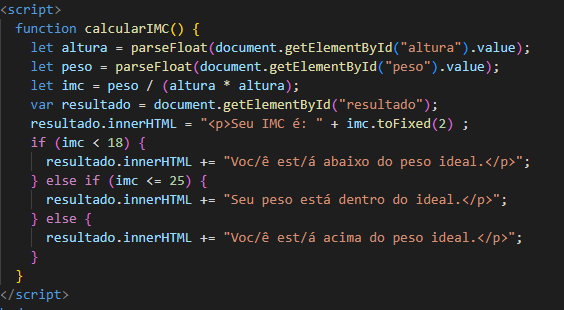 <script>
function calcularIMC() {
let altura = parseFloat(document.getElementById("altura").value);
let peso = parseFloat(document.getElementById("peso").value);
let imc = peso / (altura * altura);
var resultado = document.getElementById("resultado");
resultado.innerHTML = "<p>Seu IMC é: " + imc.toFixed(2) ;
if (imc < 18) {
resultado.innerHTML += "Voc/ê est/á abaixo do peso ideal.</p>";
} else if (imc <= 25) {
resultado.innerHTML += "Seu peso está dentro do ideal.</p>";
} else {
resultado.innerHTML += "Voc/ê est/á acima do peso ideal.</p>";
}
}
</script>